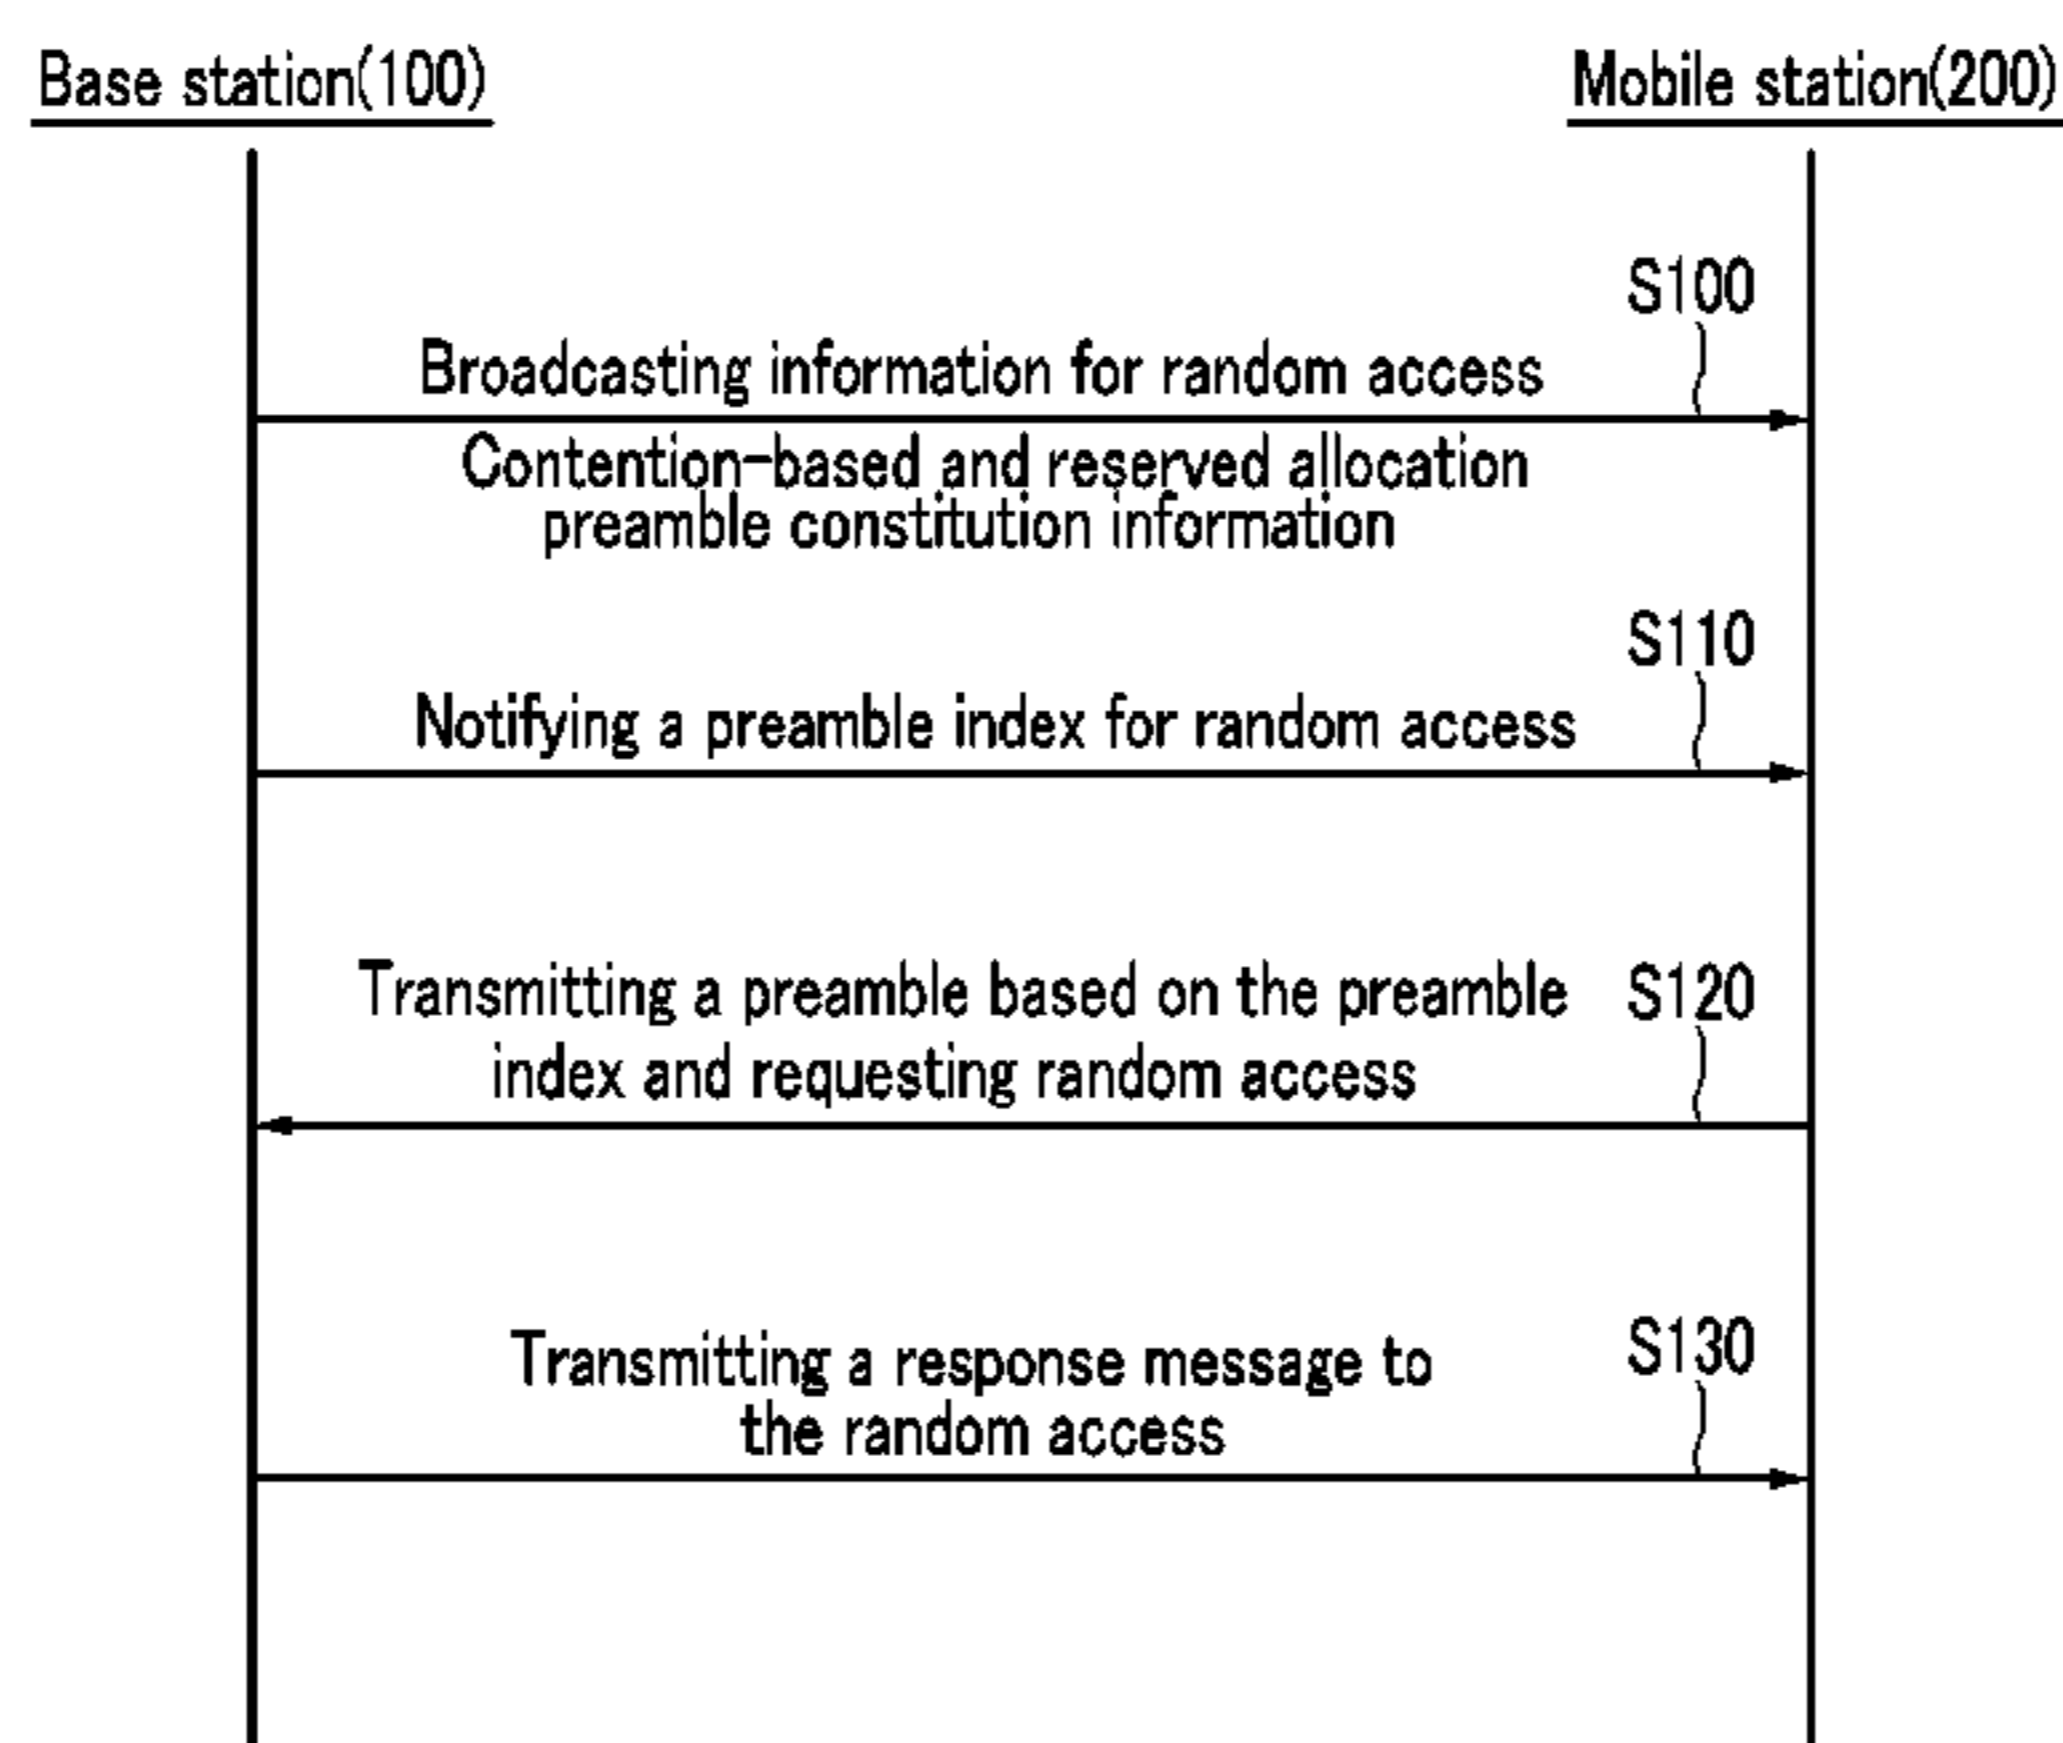 Base station(100)
Mobile station(200)
S100
Broadcasting information for random access
Contention-based and reserved allocation
preamble constitution information
S110
Notifying a preamble index for random access
Transmitting a preamble based on the preamble
S120
index and requesting random access
S130
Transmitting a response message to
the random access